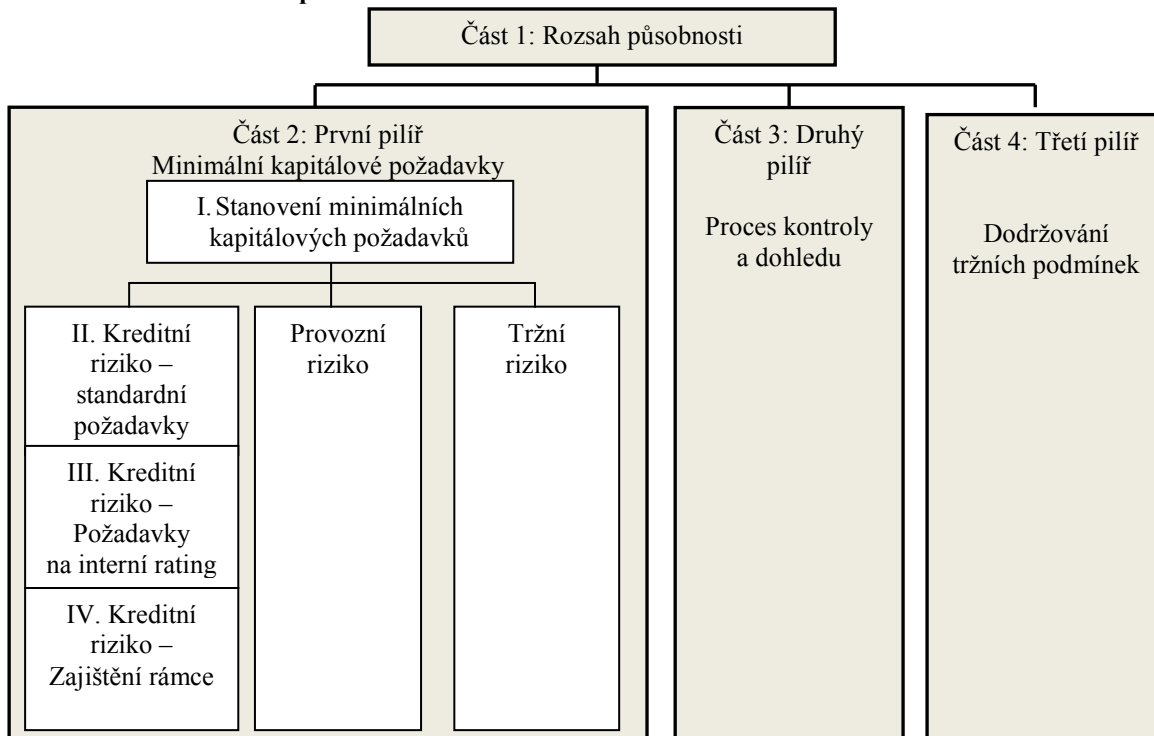 Část 1: Rozsah působnosti
Část 2: První pilíř
Minimální kapitálové požadavky
I. Stanovení minimálních
kapitálových požadavků
II. Kreditní
riziko –
standardní
požadavky
III. Kreditní
riziko –
Požadavky
na interní rating
IV. Kreditní
riziko –
Zajištění rámce
Provozní
riziko
Tržní
riziko
Část 3: Druhý
pilíř
Proces kontroly
a dohledu
Část 4: Třetí pilíř
Dodržování
tržních podmínek